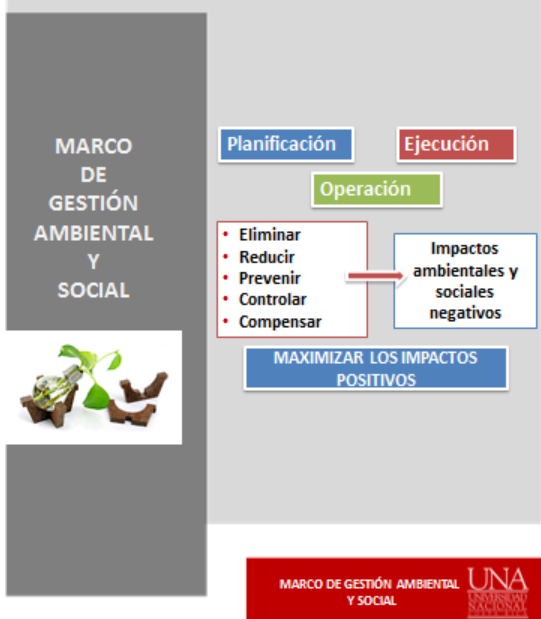 MARCO
DE
GESTIÓN
AMBIENTAL
Y
SOCIAL
Planificación
Ejecución
Operación
• Eliminar
• Reducir
• Prevenir
• Controlar
• Compensar
Impactos
ambientales y
sociales
negativos
MAXIMIZAR LOS IMPACTOS
POSITIVOS
MARCO DE GESTIÓN AMBIENTAL
Y SOCIAL
UNA
UNIVERSIDAD
NACIONAL